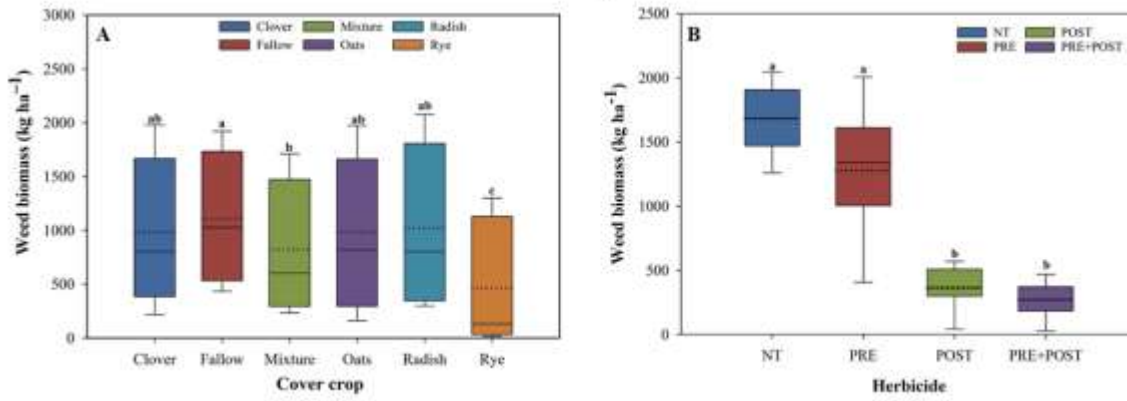 A
Clover
Mixture
Radish
Fallow
Oats
Rye
Weed biomass (kg ha⁻¹)
3000
2500
2000
1500
1000
500
0
ab
a
b
ab
ab
c
Clover
Fallow
Mixture
Oats
Radish
Rye
Cover crop
B
NT
POST
PRE
PRE+POST
Weed biomass (kg ha⁻¹)
2500
2000
1500
1000
500
0
a
a
b
b
NT
PRE
POST
PRE+POST
Herbicide